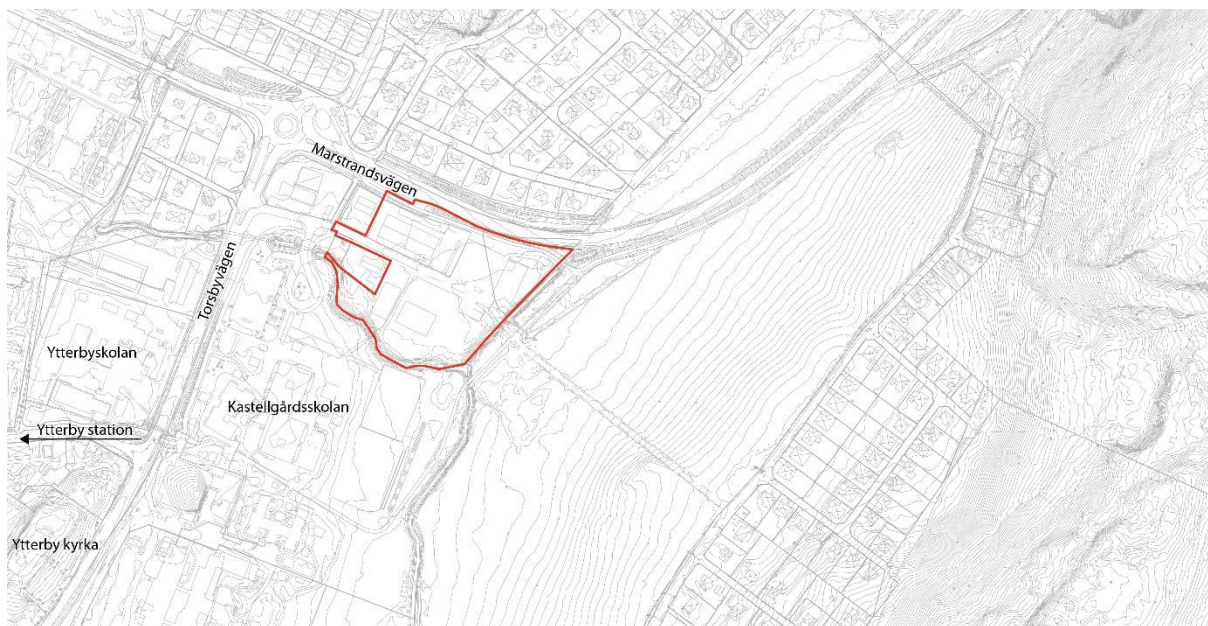 Marstrandsvägen
Torsbyvägen
Ytterbyskolan
Kastellgårdsskolan
Ytterby station
Ytterby kyrka